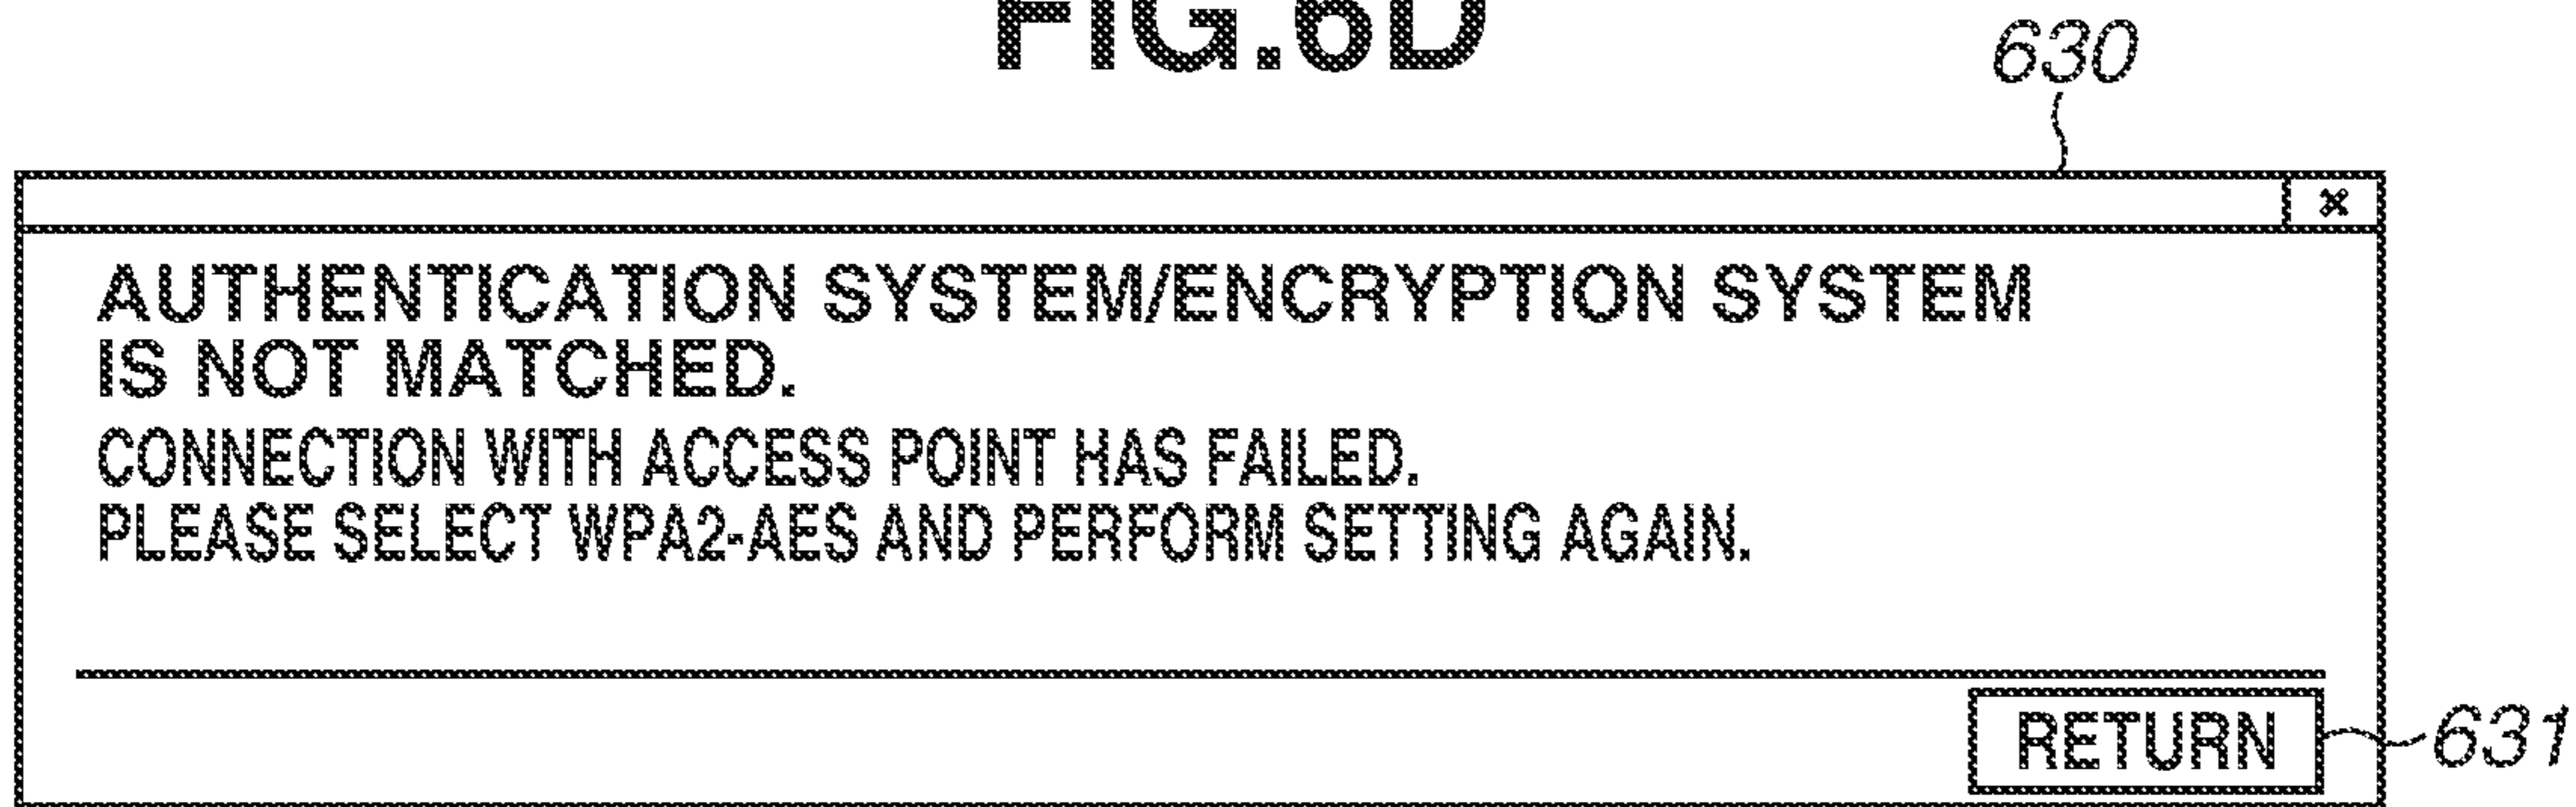 FIG.6D
630
×
AUTHENTICATION SYSTEM/ENCRYPTION SYSTEM
IS NOT MATCHED.
CONNECTION WITH ACCESS POINT HAS FAILED.
PLEASE SELECT WPA2-AES AND PERFORM SETTING AGAIN.
RETURN
631